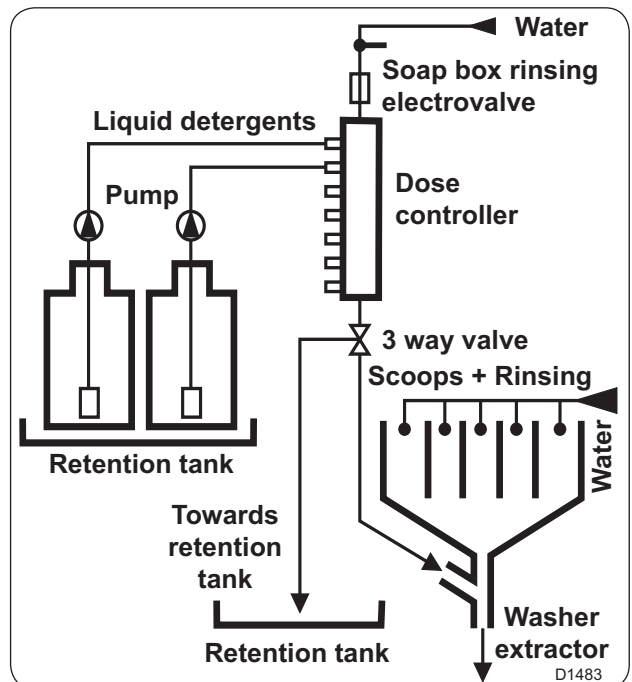 Water
Soap box rinsing
electrovalve
Liquid detergents
Dose
controller
Pump
3 way valve
Scoops + Rinsing
Water
Retention tank
Towards
retention
tank
Retention tank
Washer
extractor
D1483